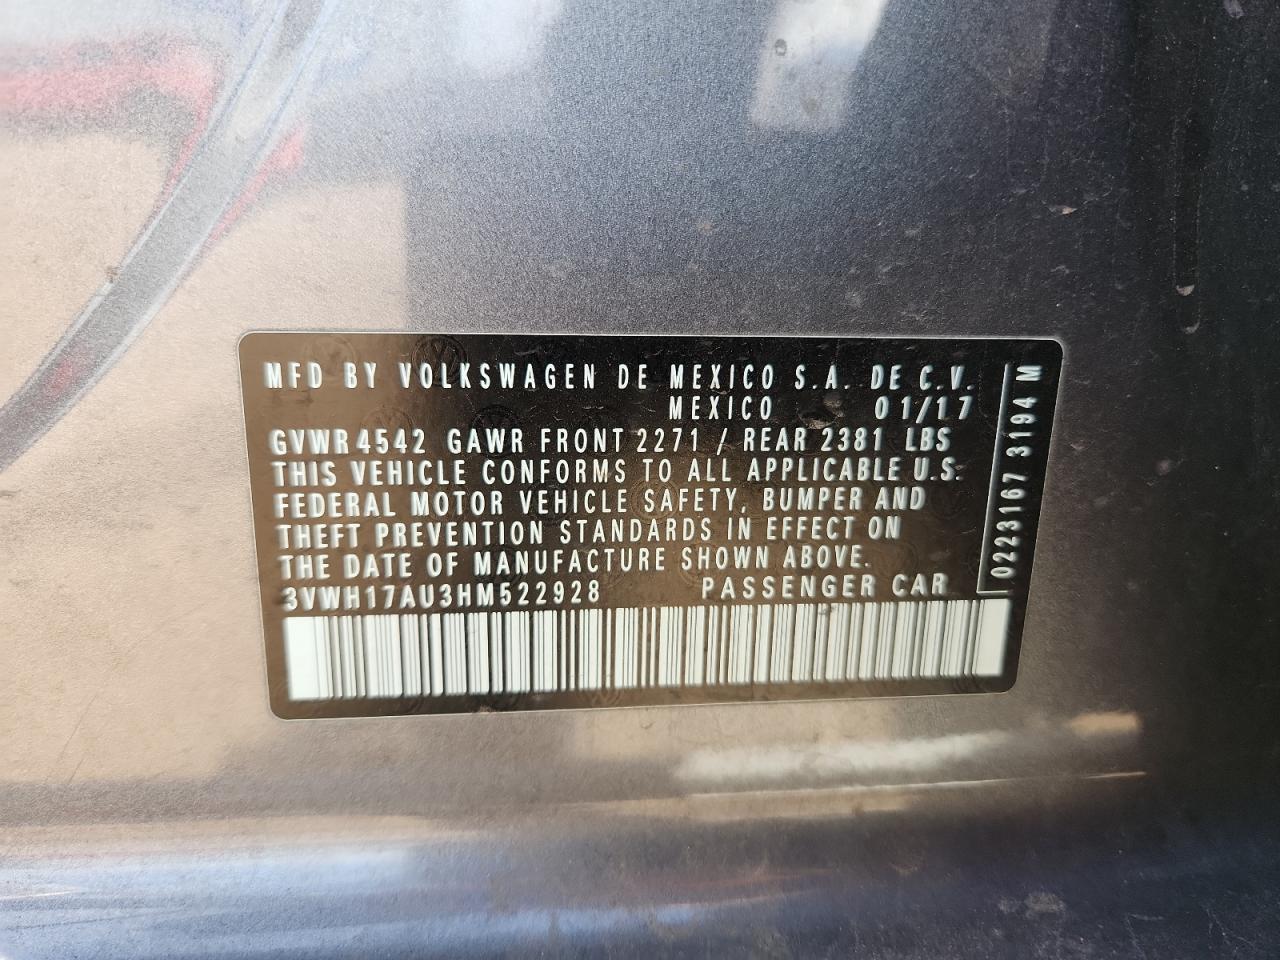 MFD BY VOLKSWAGEN DE MEXICO S.A. DE C.V.
MEXICO 01/17
GVWR 4542 GAWR FRONT 2271 / REAR 2381 LBS
THIS VEHICLE CONFORMS TO ALL APPLICABLE U.S.
FEDERAL MOTOR VEHICLE SAFETY, BUMPER AND
THEFT PREVENTION STANDARDS IN EFFECT ON
THE DATE OF MANUFACTURE SHOWN ABOVE.
3VWH17AU3HM522928 PASSENGER CAR
0223167 3194 M